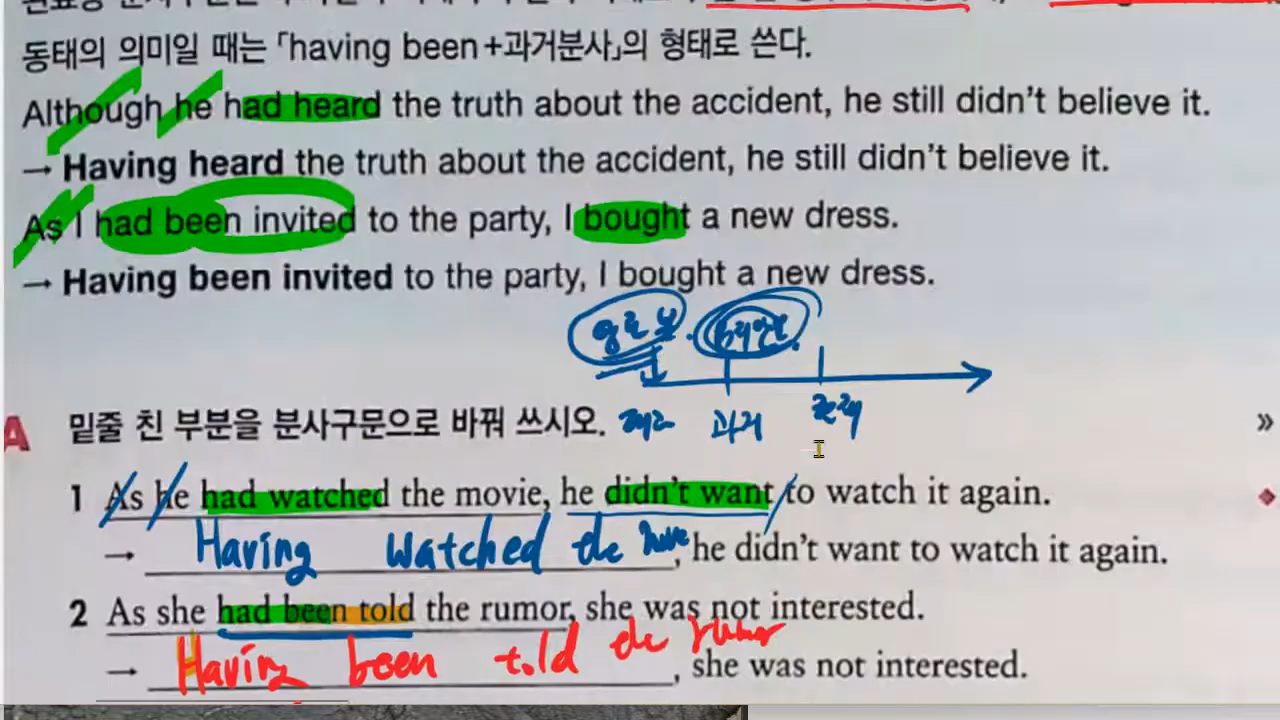 동태의 의미일 때는 「having been+과거분사」의 형태로 쓴다.
Although he had heard the truth about the accident, he still didn't believe it.
→ Having heard the truth about the accident, he still didn't believe it.
As I had been invited to the party, I bought a new dress.
→ Having been invited to the party, I bought a new dress.
A 밑줄 친 부분을 분사구문으로 바꿔 쓰시오. 과거
»
1 As he had watched the movie, he didn't want to watch it again.
→ Having watched the, he didn't want to watch it again.
2 As she had been told the rumor, she was not interested.
→ Having been told the rumor, she was not interested.